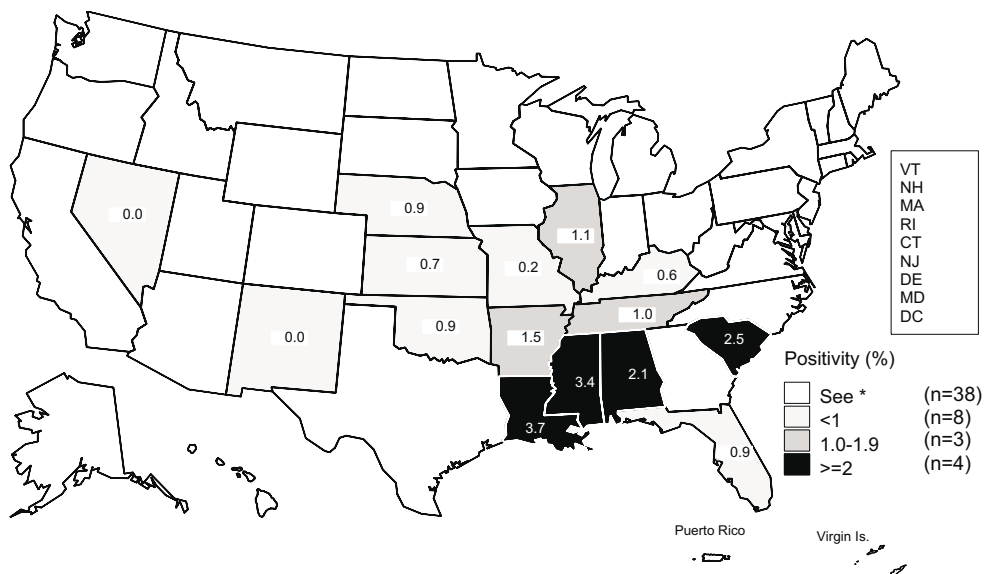 0.0
0.9
1.1
0.7
0.2
0.6
0.0
0.9
1.5
1.0
3.4
2.1
2.5
3.7
0.9
VT
NH
MA
RI
CT
NJ
DE
MD
DC
Positivity (%)
See * (n=38)
<1 (n=8)
1.0-1.9 (n=3)
>=2 (n=4)
Puerto Rico
Virgin Is.